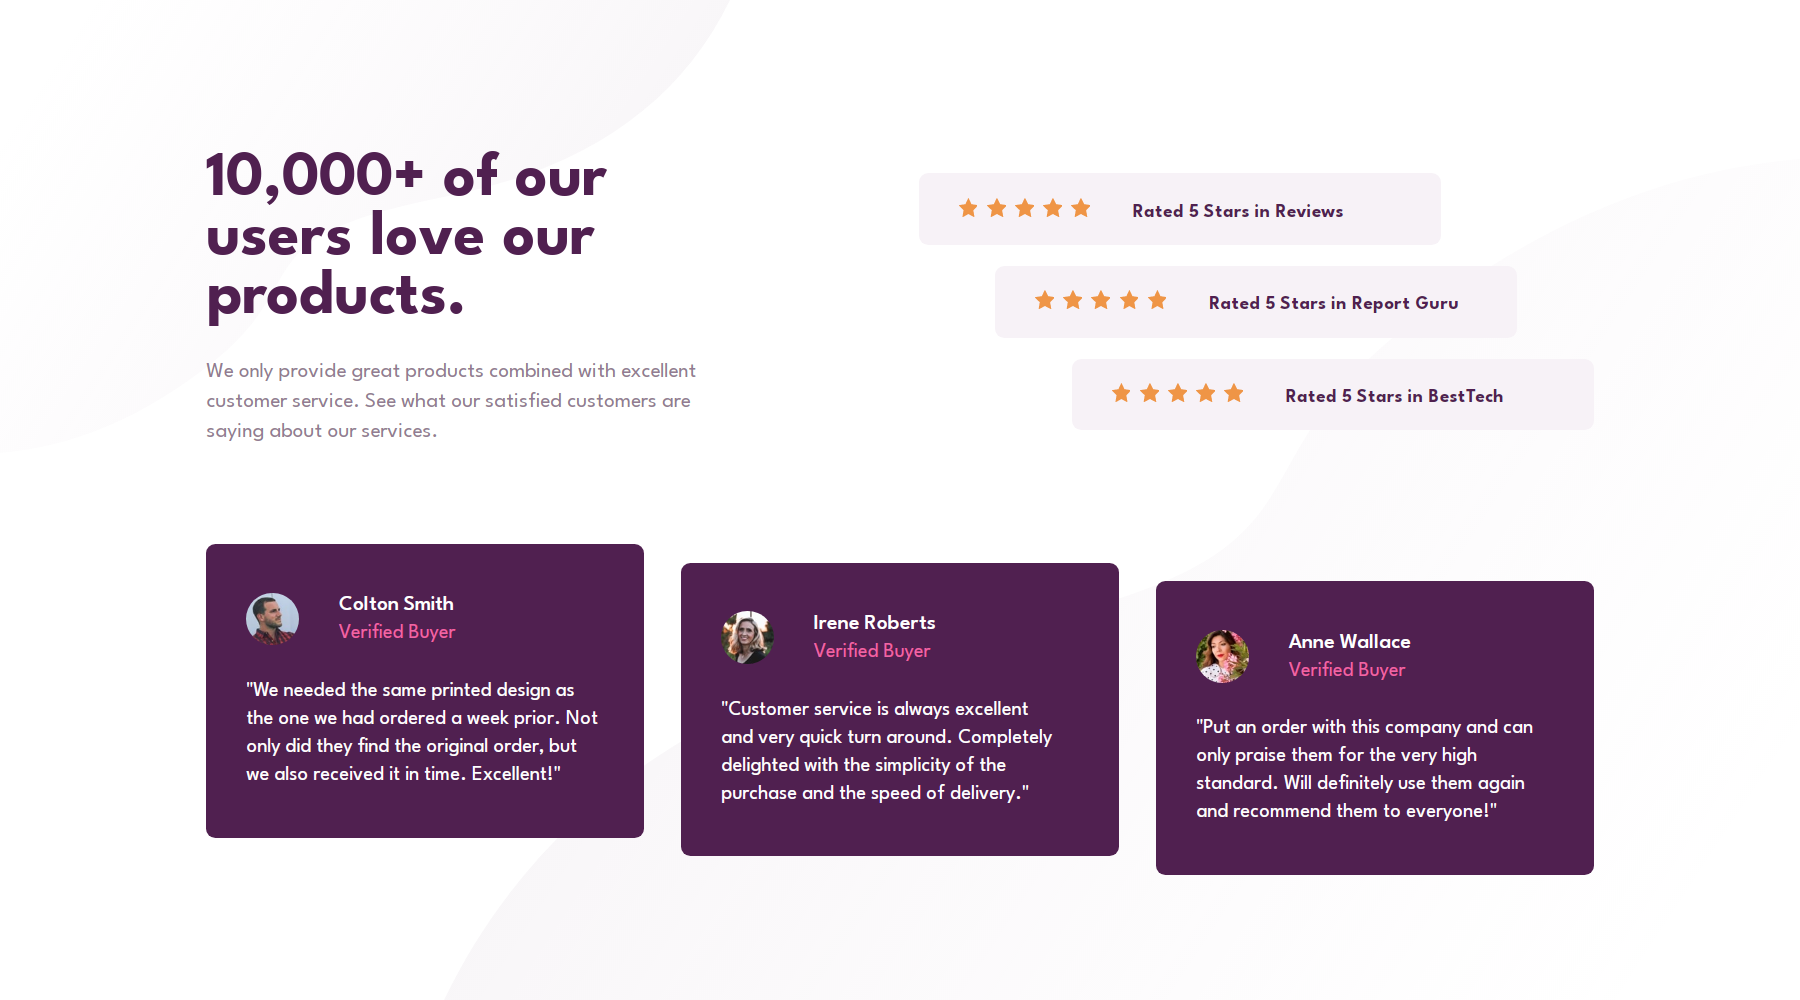 10,000+ of our
users love our
products.
We only provide great products combined with excellent
customer service. See what our satisfied customers are
saying about our services.
Rated 5 Stars in Reviews
Rated 5 Stars in Report Guru
Rated 5 Stars in BestTech
Colton Smith
Verified Buyer
"We needed the same printed design as
the one we had ordered a week prior. Not
only did they find the original order, but
we also received it in time. Excellent!"
Irene Roberts
Verified Buyer
"Customer service is always excellent
and very quick turn around. Completely
delighted with the simplicity of the
purchase and the speed of delivery."
Anne Wallace
Verified Buyer
"Put an order with this company and can
only praise them for the very high
standard. Will definitely use them again
and recommend them to everyone!"